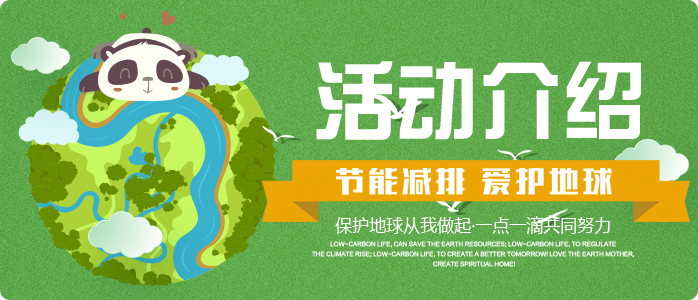 活动介绍
节能减排 爱护地球
保护地球从我做起·一点一滴共同努力
LOW-CARBON LIFE, CAN SAVE THE EARTH RESOURCES; LOW-CARBON LIFE, TO REGULATE
THE CLIMATE RISE; LOW-CARBON LIFE, TO CREATE A BETTER TOMORROW! LOVE THE EARTH MOTHER,
CREATE SPIRITUAL HOME!